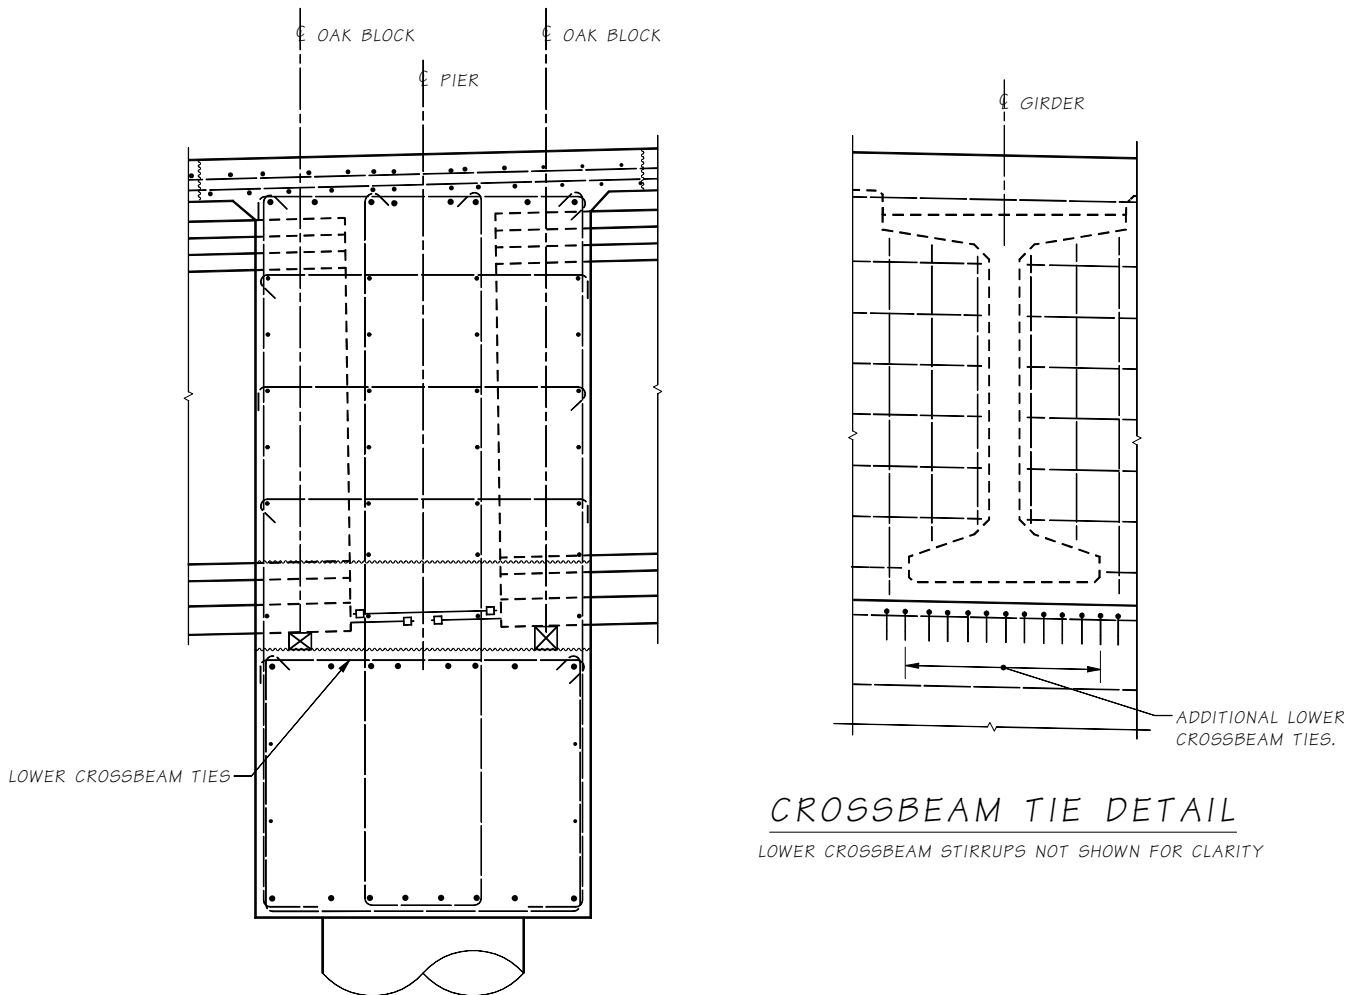 ℄ OAK BLOCK
℄ OAK BLOCK
℄ PIER
℄ GIRDER
LOWER CROSSBEAM TIES
ADDITIONAL LOWER
CROSSBEAM TIES.
CROSSBEAM TIE DETAIL
LOWER CROSSBEAM STIRRUPS NOT SHOWN FOR CLARITY